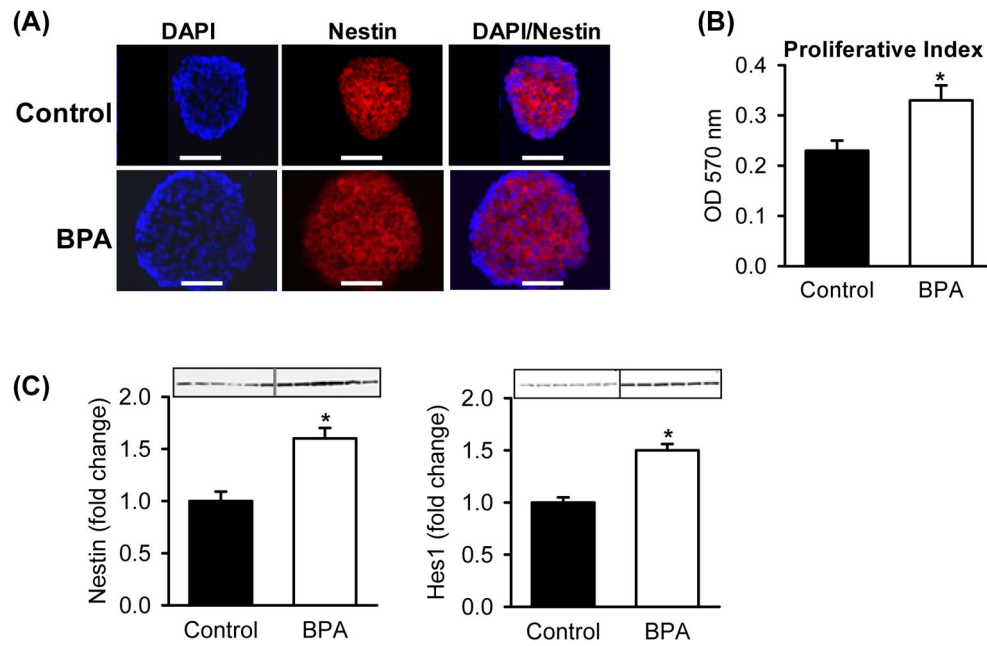 (A)
DAPI Nestin DAPI/Nestin
Control
BPA
(B)
Proliferative Index
OD 570 nm
0.4
0.3
0.2
0.1
0.0
*
Control BPA
(C)
Nestin (fold change)
2.0
1.5
1.0
0.5
0.0
*
Control BPA
Hes1 (fold change)
2.0
1.5
1.0
0.5
0.0
*
Control BPA